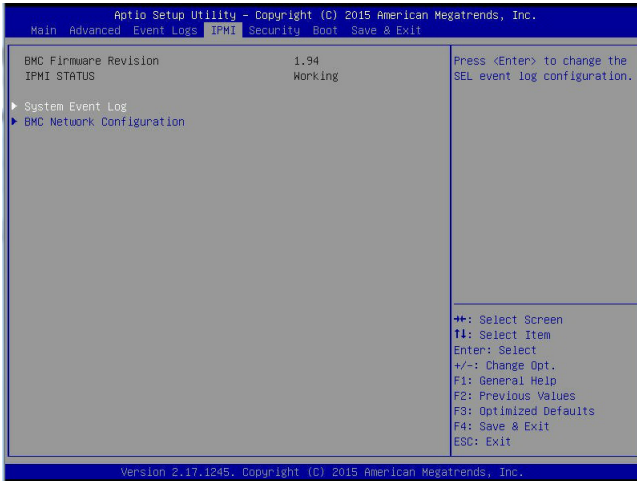 Aptio Setup Utility – Copyright (C) 2015 American Megatrends, Inc.
Main Advanced Event Logs IPMI Security Boot Save & Exit
BMC Firmware Revision 1.94
IPMI STATUS Working
▶ System Event Log
▶ BMC Network Configuration
Press <Enter> to change the
SEL event log configuration.
→←: Select Screen
↑↓: Select Item
Enter: Select
+/-: Change Opt.
F1: General Help
F2: Previous Values
F3: Optimized Defaults
F4: Save & Exit
ESC: Exit
Version 2.17.1245. Copyright (C) 2015 American Megatrends, Inc.